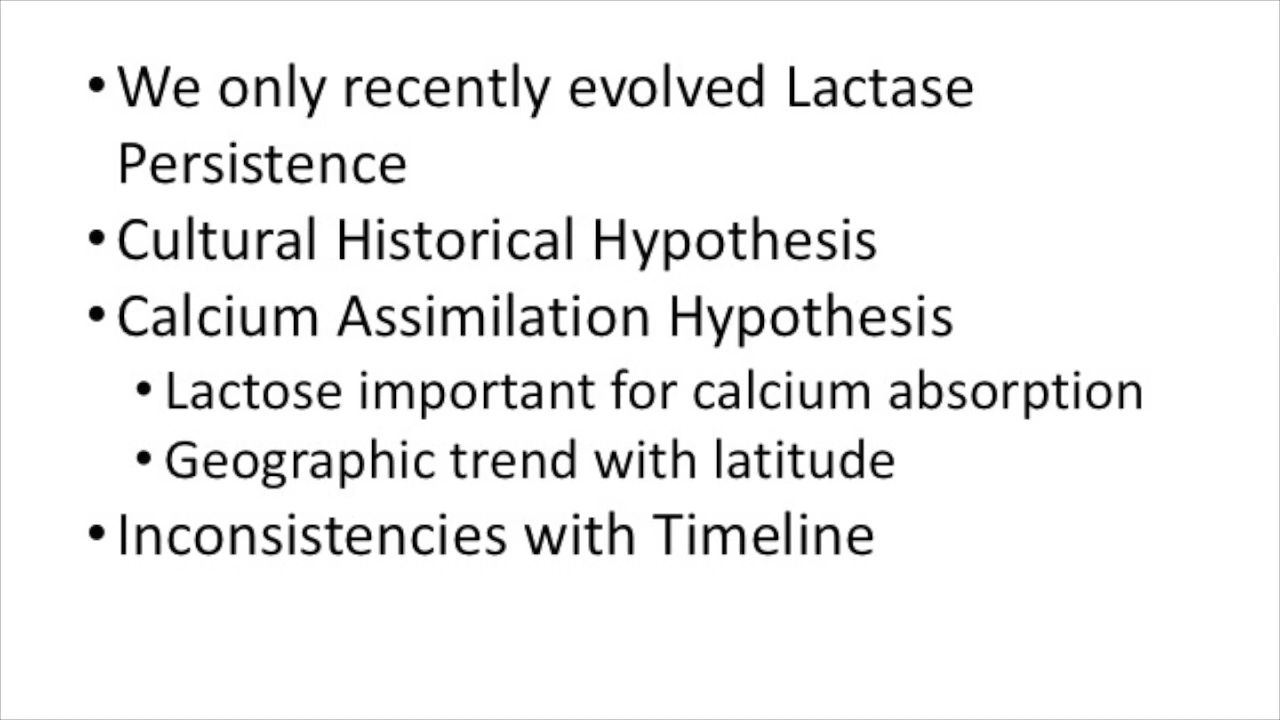 • We only recently evolved Lactase
Persistence
• Cultural Historical Hypothesis
• Calcium Assimilation Hypothesis
• Lactose important for calcium absorption
• Geographic trend with latitude
• Inconsistencies with Timeline